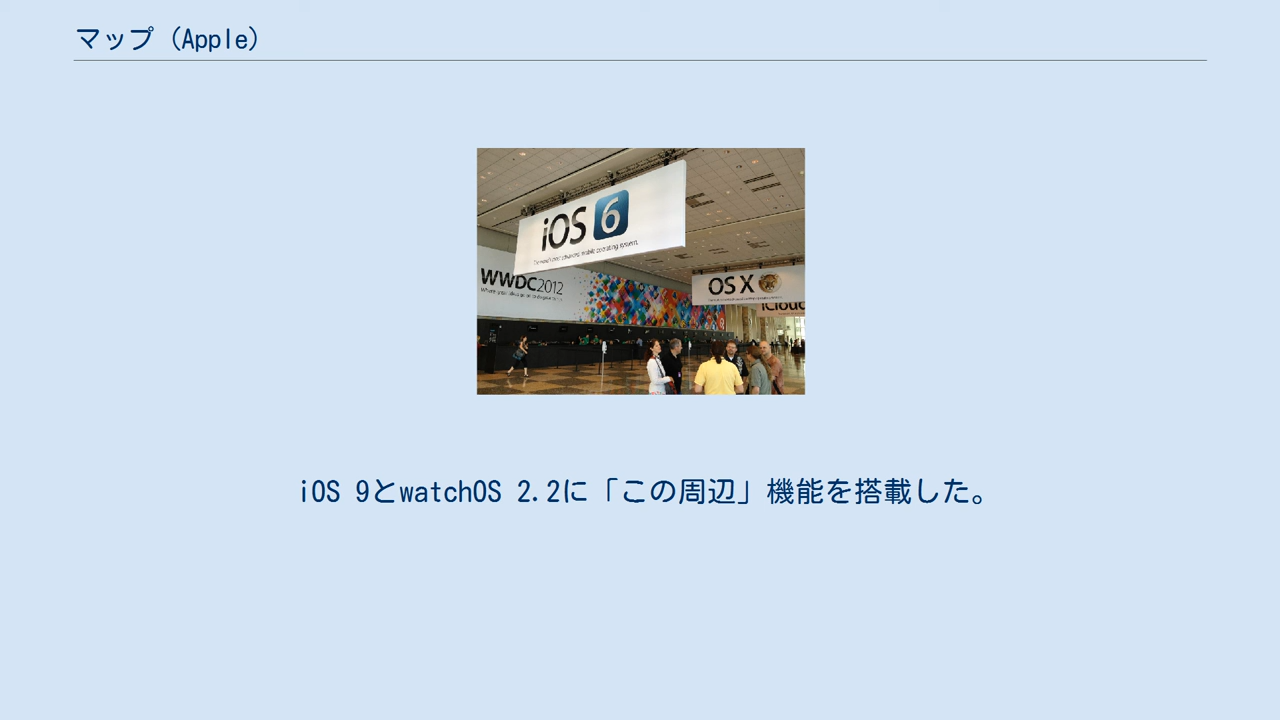 マップ（Apple）
iOS 6
WWDC2012
OS X
iCloud
iOS 9とwatchOS 2.2に「この周辺」機能を搭載した。